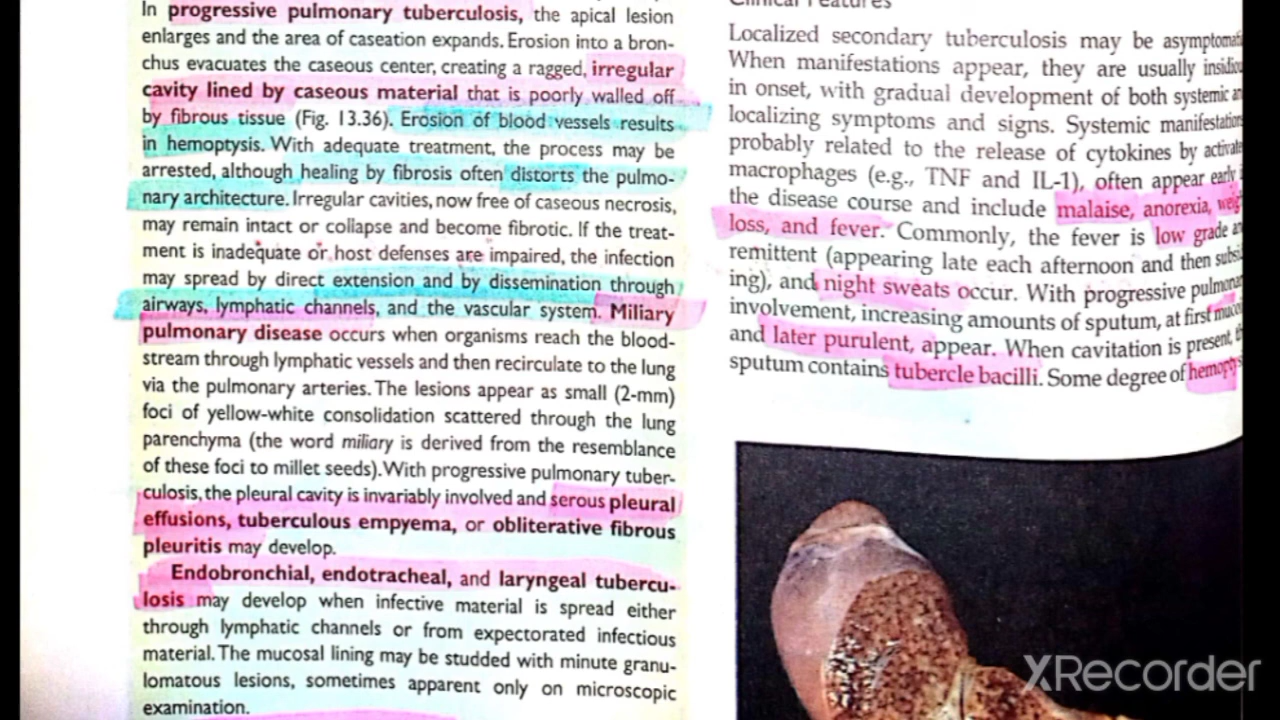 In progressive pulmonary tuberculosis, the apical lesion
enlarges and the area of caseation expands. Erosion into a bron-
chus evacuates the caseous center, creating a ragged, irregular
cavity lined by caseous material that is poorly walled off
by fibrous tissue (Fig. 13.36). Erosion of blood vessels results
in hemoptysis. With adequate treatment, the process may be
arrested, although healing by fibrosis often distorts the pulmo-
nary architecture. Irregular cavities, now free of caseous necrosis,
may remain intact or collapse and become fibrotic. If the treat-
ment is inadequate or host defenses are impaired, the infection
may spread by direct extension and by dissemination through
airways, lymphatic channels, and the vascular system. Miliary
pulmonary disease occurs when organisms reach the blood-
stream through lymphatic vessels and then recirculate to the lung
via the pulmonary arteries. The lesions appear as small (2-mm)
foci of yellow-white consolidation scattered through the lung
parenchyma (the word miliary is derived from the resemblance
of these foci to millet seeds). With progressive pulmonary tuber-
culosis, the pleural cavity is invariably involved and serous pleural
effusions, tuberculous empyema, or obliterative fibrous
pleuritis may develop.
Endobronchial, endotracheal, and laryngeal tubercu-
losis may develop when infective material is spread either
through lymphatic channels or from expectorated infectious
material. The mucosal lining may be studded with minute granu-
lomatous lesions, sometimes apparent only on microscopic
examination.
Clinical Features
Localized secondary tuberculosis may be
When manifestations appear, they are usually
in onset, with gradual development of both systemic
localizing symptoms and signs. Systemic
probably related to the release of cytokines by
macrophages (e.g., TNF and IL-1), often appear early
the disease course and include malaise, anorexia,
loss, and fever. Commonly, the fever is low grade
remittent (appearing late each afternoon and then
ing), and night sweats occur. With progressive
involvement, increasing amounts of sputum, at first
and later purulent, appear. When cavitation is present,
sputum contains tubercle bacilli. Some degree of
XRecorder